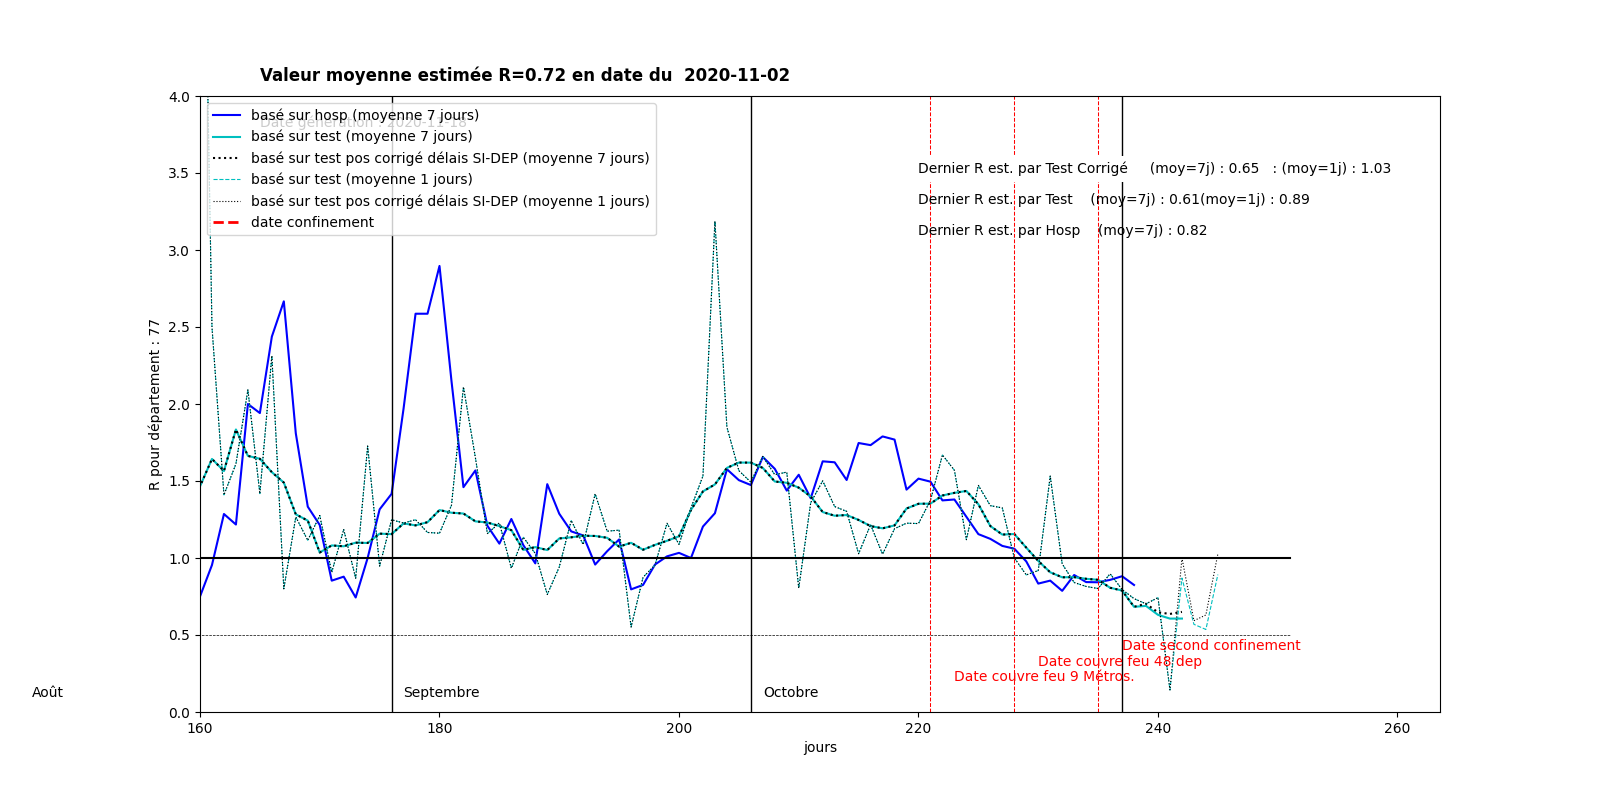 Valeur moyenne estimée R=0.72 en date du  2020-11-02
Date génération : 2020-11-18
basé sur hosp (moyenne 7 jours)
basé sur test (moyenne 7 jours)
basé sur test pos corrigé délais SI-DEP (moyenne 7 jours)
basé sur test (moyenne 1 jours)
basé sur test pos corrigé délais SI-DEP (moyenne 1 jours)
date confinement
Dernier R est. par Test Corrigé (moy=7j) : 0.65 : (moy=1j) : 1.03
Dernier R est. par Test (moy=7j) : 0.61(moy=1j) : 0.89
Dernier R est. par Hosp (moy=7j) : 0.82
4.0
3.5
3.0
2.5
2.0
1.5
1.0
0.5
0.0
R pour département : 77
Date second confinement
Date couvre feu 48 dep
Date couvre feu 9 Métros.
Août
Septembre
Octobre
160
180
200
220
240
260
jours